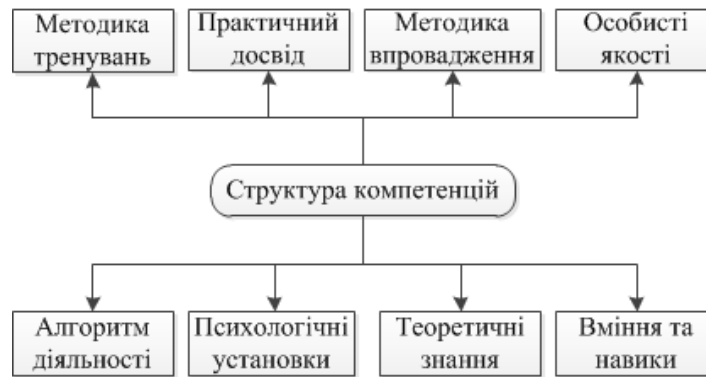 Методика
тренувань
Практичний
досвід
Методика
впровадження
Особисті
якості
Структура компетенцій
Алгоритм
діяльності
Психологічні
установки
Теоретичні
знання
Вміння та
навики